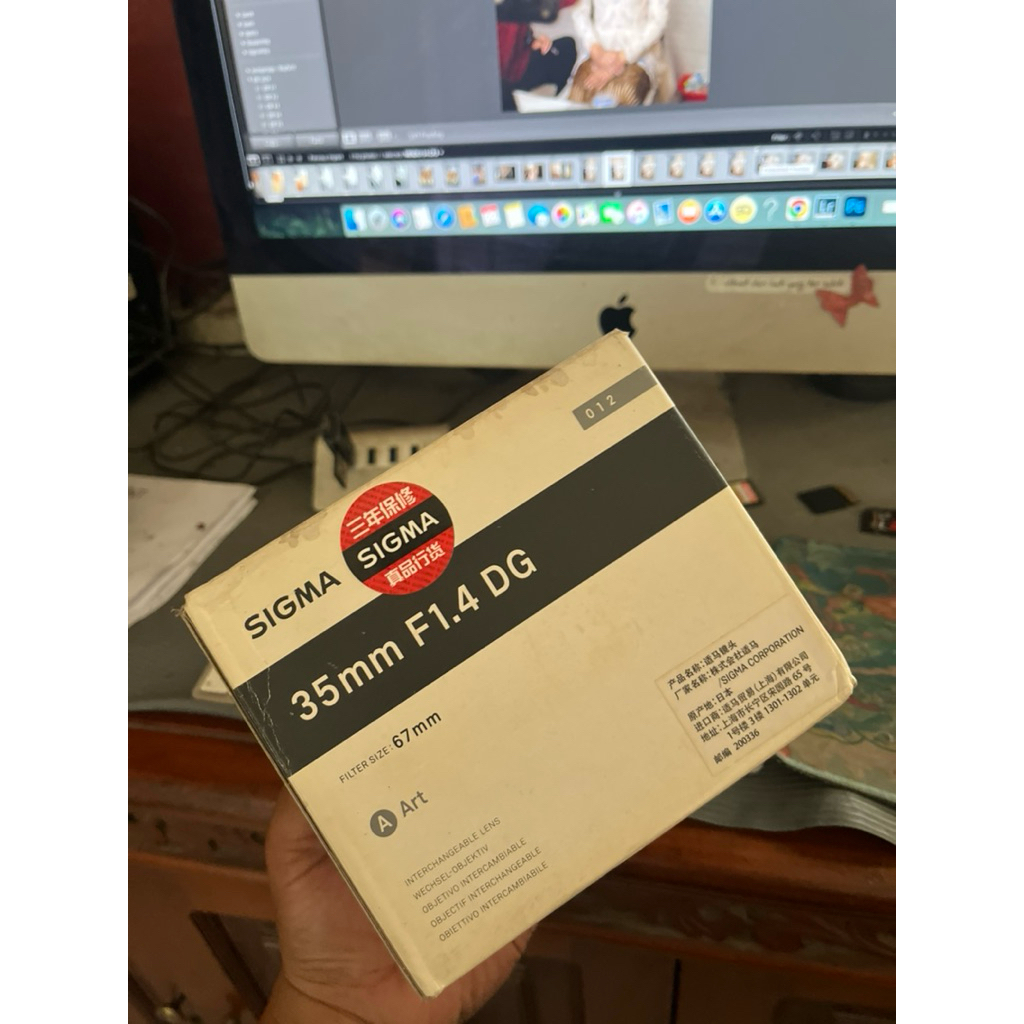 012
三年保修
SIGMA
真品行货
SIGMA
35mm F1.4 DG
FILTER SIZE: 67mm
A Art
INTERCHANGEABLE LENS
WECHSEL-OBJEKTIV
OBJETIVO INTERCAMBIABLE
OBJECTIF INTERCHANGEABLE
OBIETTIVO INTERCAMBIABILE
产品名称:适马镜头
厂家名称:株式会社适马
/SIGMA CORPORATION
原产地:日本
进口商:适马贸易(上海)有限公司
地址:上海市长宁区宋园路 65 号
1号楼 3 楼 1301-1302 单元
邮编 200336